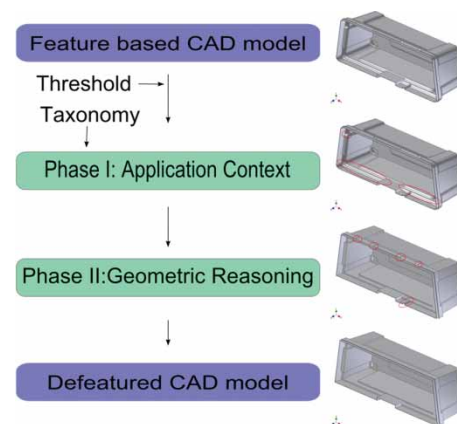 Feature based CAD model
Threshold
Taxonomy
Phase I: Application Context
Phase II:Geometric Reasoning
Defeatured CAD model